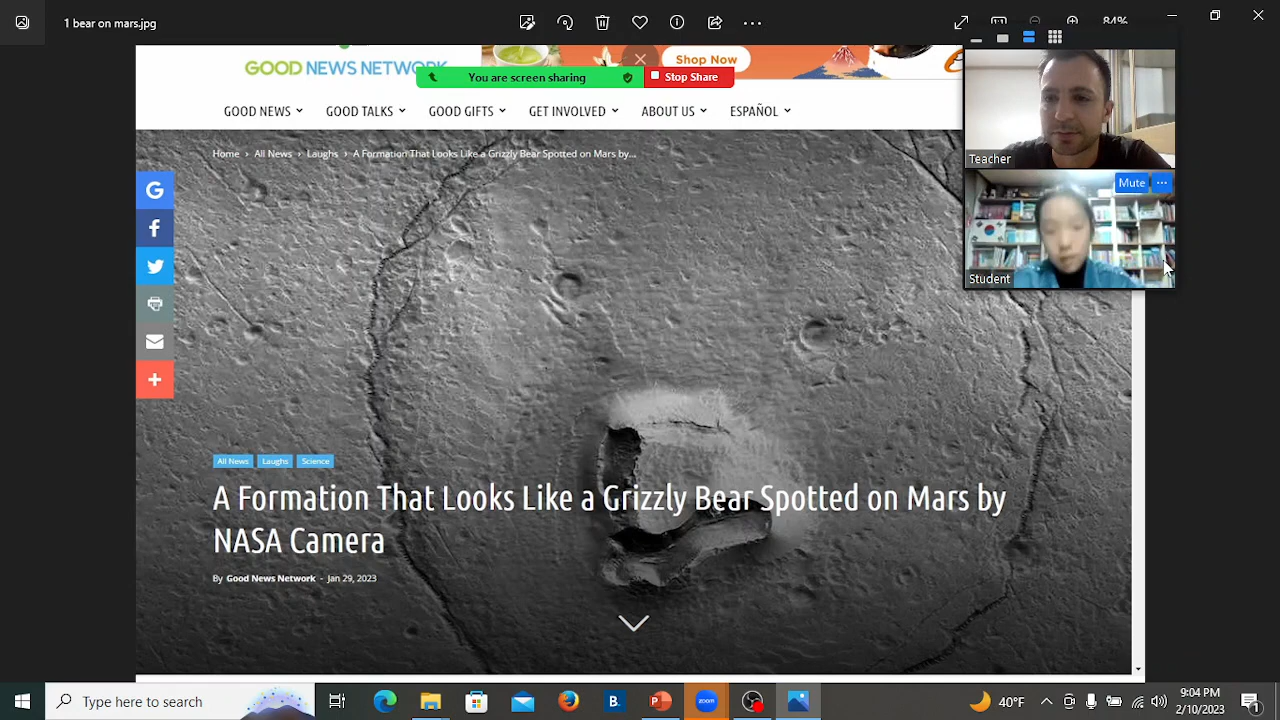 1 bear on mars.jpg
84%
GOOD NEWS NETWORK
Shop Now
You are screen sharing
Stop Share
GOOD NEWS
GOOD TALKS
GOOD GIFTS
GET INVOLVED
ABOUT US
ESPAÑOL
Home › All News › Laughs › A Formation That Looks Like a Grizzly Bear Spotted on Mars by...
Teacher
Mute
Student
All News Laughs Science
A Formation That Looks Like a Grizzly Bear Spotted on Mars by
NASA Camera
By Good News Network - Jan 29, 2023
Type here to search
B.
zoom
40°F
9:04 PM
2/10/2023
1